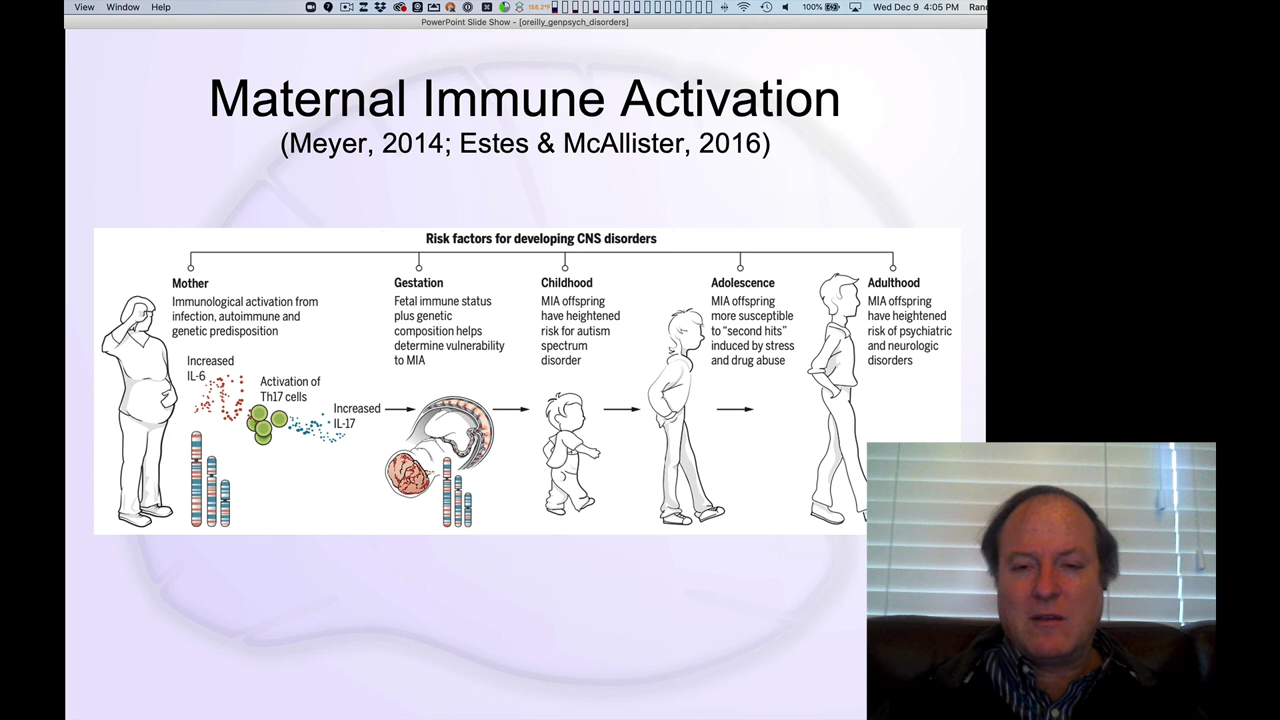 View Window Help 156.2°F 100% Wed Dec 9 4:05 PM Rand
PowerPoint Slide Show - [oreilly_genpsych_disorders]
Maternal Immune Activation
(Meyer, 2014; Estes & McAllister, 2016)
Risk factors for developing CNS disorders
Mother
Immunological activation from
infection, autoimmune and
genetic predisposition
Increased
IL-6
Activation of
Th17 cells
Increased
IL-17
Gestation
Fetal immune status
plus genetic
composition helps
determine vulnerability
to MIA
Childhood
MIA offspring
have heightened
risk for autism
spectrum
disorder
Adolescence
MIA offspring
more susceptible
to “second hits”
induced by stress
and drug abuse
Adulthood
MIA offspring
have heightened
risk of psychiatric
and neurologic
disorders